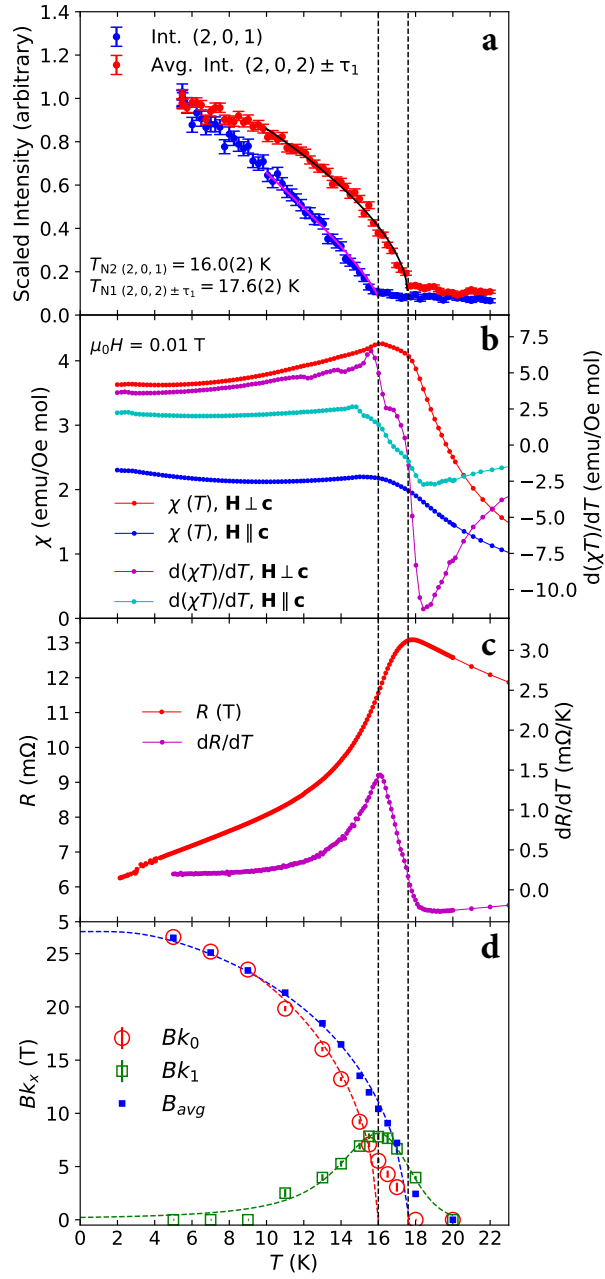 a
Int. (2, 0, 1)
Avg. Int. (2, 0, 2) ± τ₁
Scaled Intensity (arbitrary)
1.4
1.2
1.0
0.8
0.6
0.4
0.2
0.0
T_N2 (2,0,1) = 16.0(2) K
T_N1 (2,0,2)±τ₁ = 17.6(2) K
b
μ₀H = 0.01 T
χ (emu/Oe mol)
4
3
2
1
0
χ (T), H ⊥ c
χ (T), H ∥ c
d(χT)/dT, H ⊥ c
d(χT)/dT, H ∥ c
7.5
5.0
2.5
0.0
−2.5
−5.0
−7.5
−10.0
d(χT)/dT (emu/Oe mol)
c
R (mΩ)
13
12
11
10
9
8
7
6
5
R (T)
dR/dT
3.0
2.5
2.0
1.5
1.0
0.5
0.0
dR/dT (mΩ/K)
d
Bkₓ (T)
25
20
15
10
5
0
Bk₀
Bk₁
B_avg
0 2 4 6 8 10 12 14 16 18 20 22
T (K)